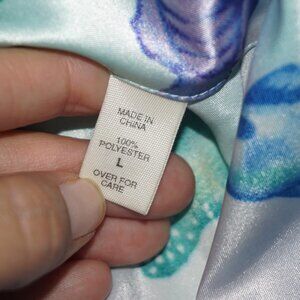 MADE IN
CHINA
100%
POLYESTER
L
OVER FOR
CARE